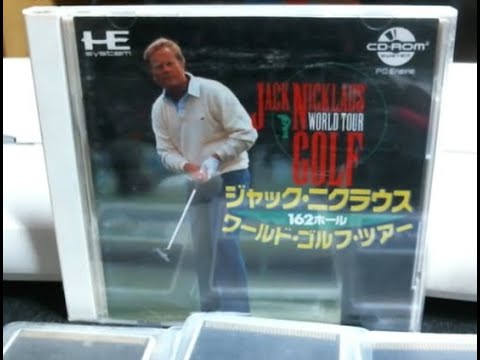 HE
SYSTEM
CD-ROM²
SYSTEM
PC Engine
JACK NICKLAUS'
WORLD TOUR
GOLF
ジャック・ニクラウス
162ホール
ワールド・ゴルフ・ツアー